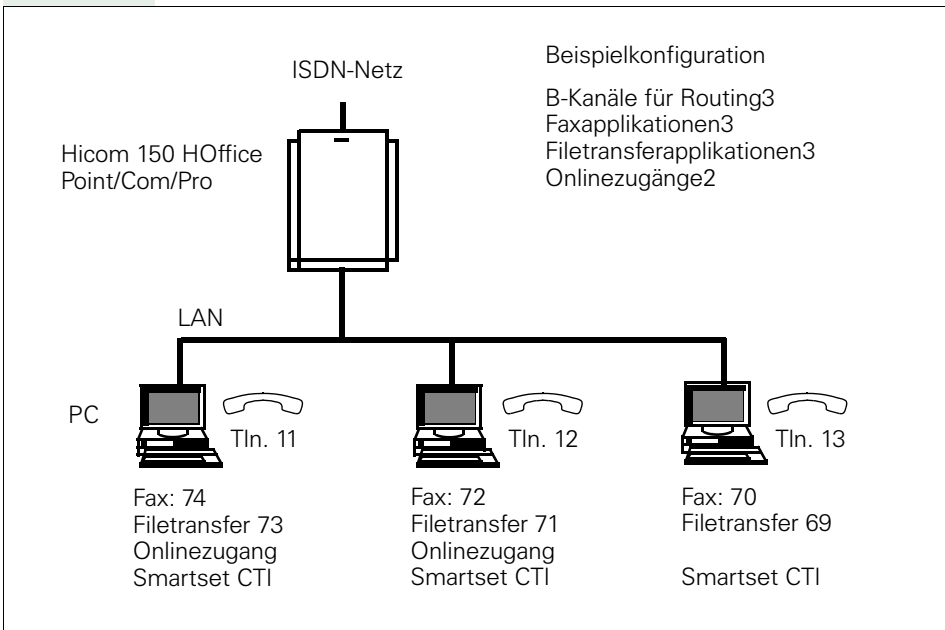 ISDN-Netz
Beispielkonfiguration
B-Kanäle für Routing3
Faxapplikationen3
Filetransferapplikationen3
Onlinezugänge2
Hicom 150 HOffice
Point/Com/Pro
LAN
PC
Tln. 11
Tln. 12
Tln. 13
Fax: 74
Filetransfer 73
Onlinezugang
Smartset CTI
Fax: 72
Filetransfer 71
Onlinezugang
Smartset CTI
Fax: 70
Filetransfer 69
Smartset CTI